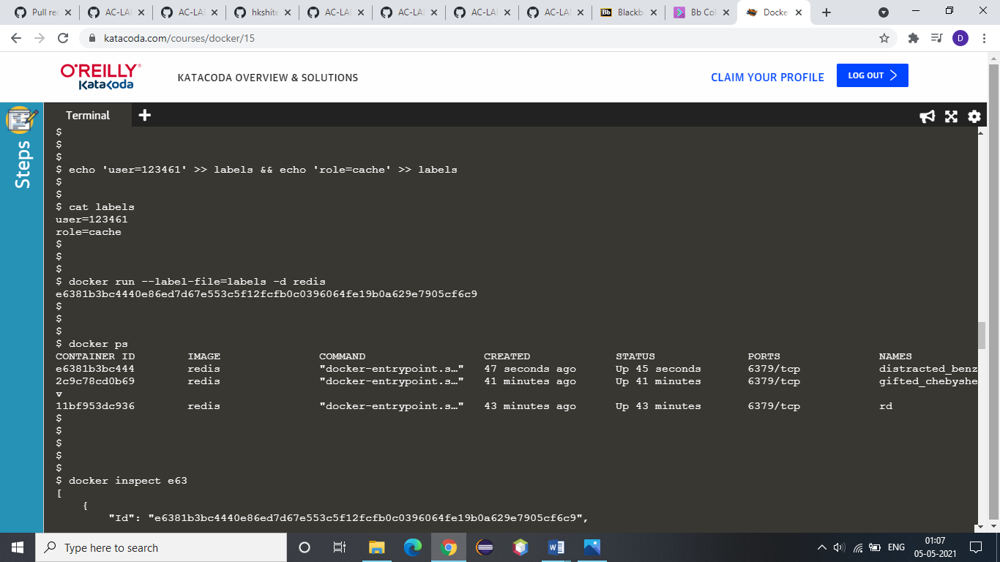 Pull re
AC-LA
AC-LA
hkshite
AC-LA
AC-LA
AC-LA
AC-LA
Bb Blackb
Bb Col
Docke
katacoda.com/courses/docker/15
D
O'REILLY
Katacoda
KATACODA OVERVIEW & SOLUTIONS
CLAIM YOUR PROFILE
LOG OUT
Steps
Terminal
$
$
$
$ echo 'user=123461' >> labels && echo 'role=cache' >> labels
$
$
$ cat labels
user=123461
role=cache
$
$
$
$ docker run --label-file=labels -d redis
e6381b3bc4440e86ed7d67e553c5f12fcfb0c0396064fe19b0a629e7905cf6c9
$
$
$
$ docker ps
CONTAINER ID IMAGE COMMAND CREATED STATUS PORTS NAMES
e6381b3bc444 redis "docker-entrypoint.s…" 47 seconds ago Up 45 seconds 6379/tcp distracted_benz
2c9c78cd0b69 redis "docker-entrypoint.s…" 41 minutes ago Up 41 minutes 6379/tcp gifted_chebyshe
v
11bf953dc936 redis "docker-entrypoint.s…" 43 minutes ago Up 43 minutes 6379/tcp rd
$
$
$
$
$
$ docker inspect e63
[
{
"Id": "e6381b3bc4440e86ed7d67e553c5f12fcfb0c0396064fe19b0a629e7905cf6c9",
Type here to search
ENG
01:07
05-05-2021